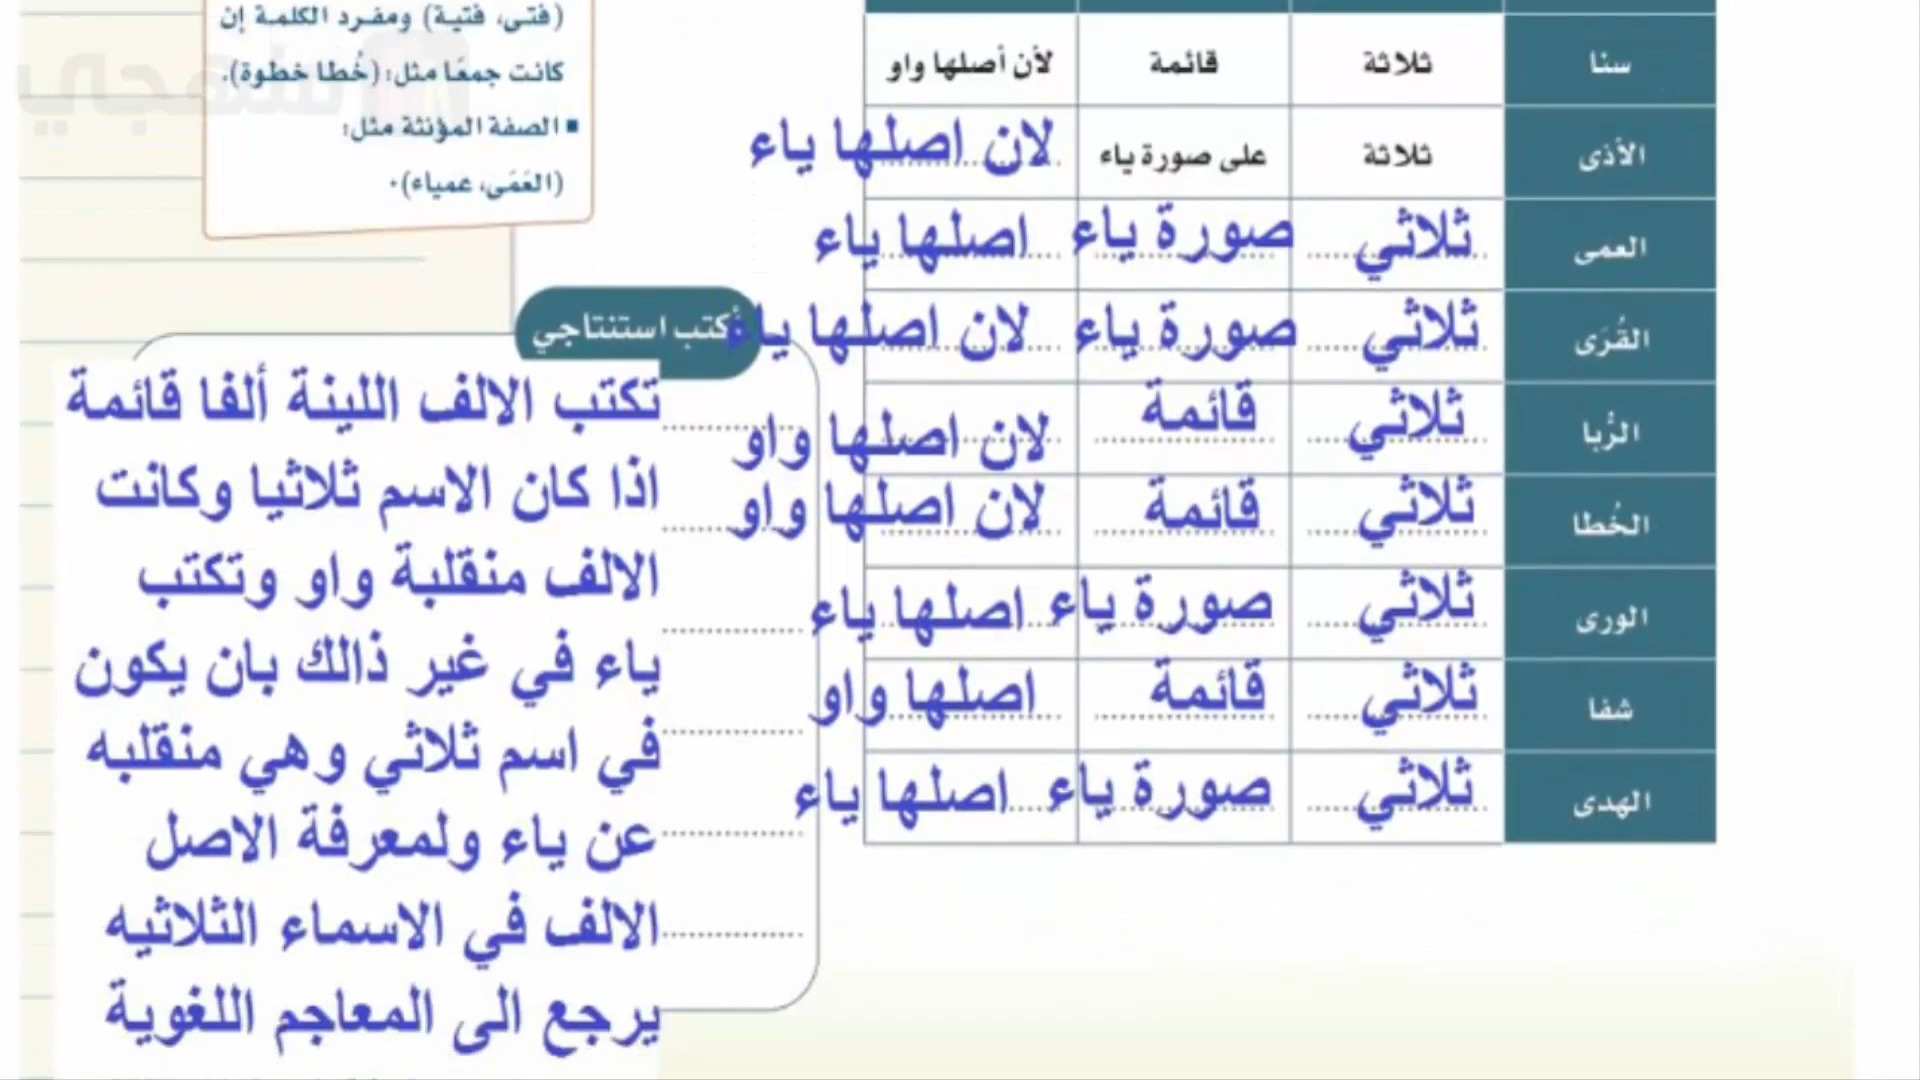 (فتى، فتية) ومفرد الكلمة إن
كانت جمعًا مثل: (خُطا خطوة).
■ الصفة المؤنثة مثل:
(العَمَى، عمياء).
منهجي
سنا ثلاثة قائمة لأن أصلها واو
الأذى ثلاثة على صورة ياء لان اصلها ياء
العمى ثلاثي صورة ياء اصلها ياء
القُرَى ثلاثي صورة ياء لان اصلها ياء
الرُّبا ثلاثي قائمة لان اصلها واو
الخُطا ثلاثي قائمة لان اصلها واو
الورى ثلاثي صورة ياء اصلها ياء
شفا ثلاثي قائمة اصلها واو
الهدى ثلاثي صورة ياء اصلها ياء
أكتب استنتاجي
تكتب الالف اللينة ألفا قائمة
اذا كان الاسم ثلاثيا وكانت
الالف منقلبة واو وتكتب
ياء في غير ذالك بان يكون
في اسم ثلاثي وهي منقلبه
عن ياء ولمعرفة الاصل
الالف في الاسماء الثلاثيه
يرجع الى المعاجم اللغوية